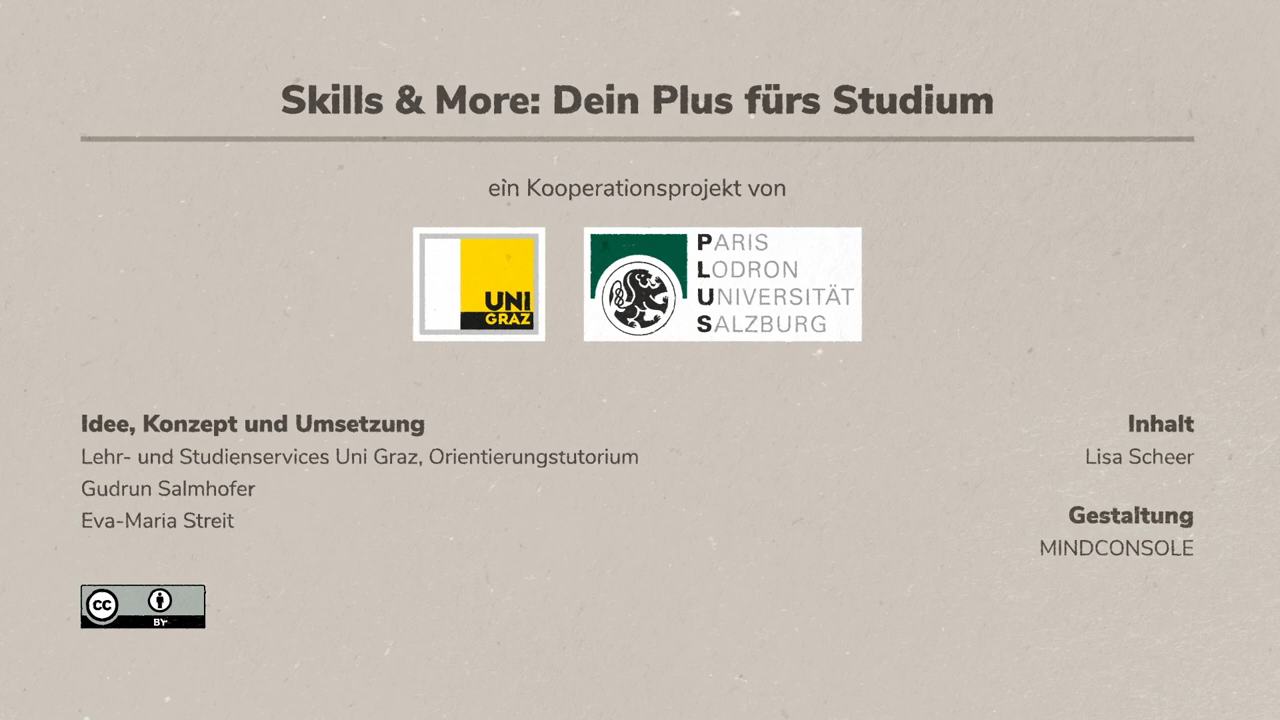 Skills & More: Dein Plus fürs Studium
ein Kooperationsprojekt von
UNI
GRAZ
PARIS
LODRON
UNIVERSITÄT
SALZBURG
Idee, Konzept und Umsetzung
Lehr- und Studienservices Uni Graz, Orientierungstutorium
Gudrun Salmhofer
Eva-Maria Streit
Inhalt
Lisa Scheer
Gestaltung
MINDCONSOLE
cc
BY